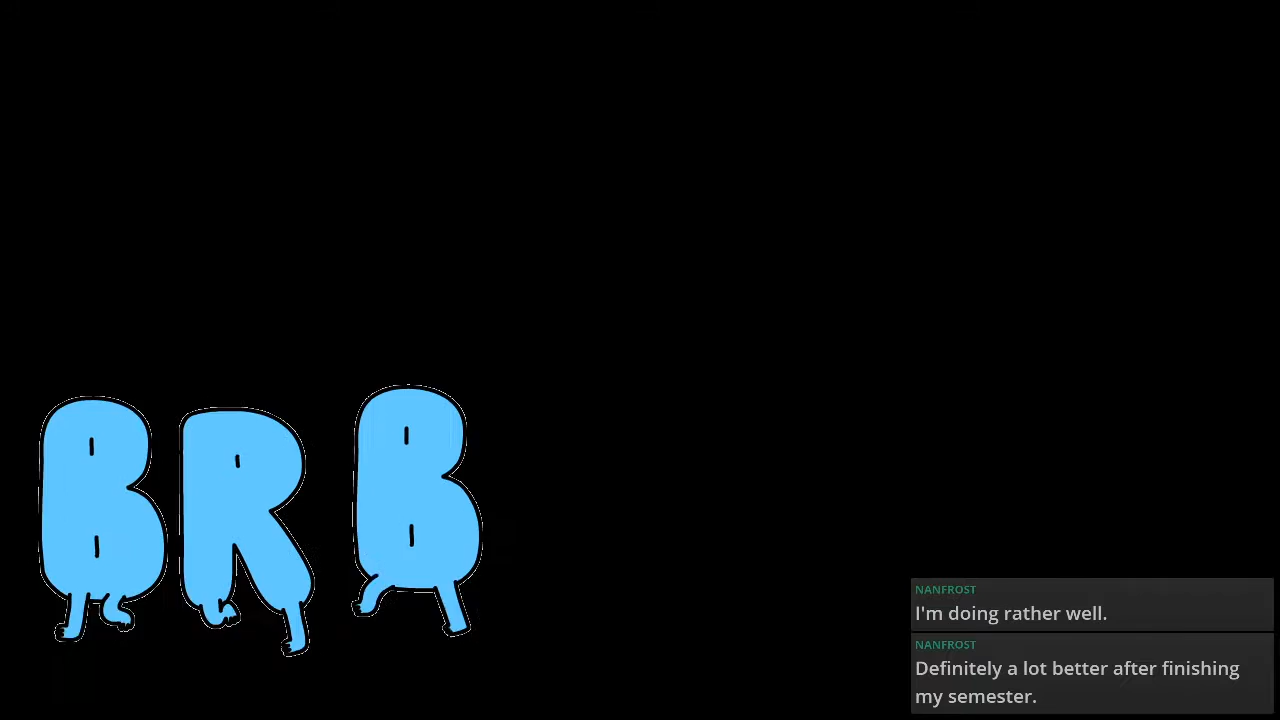 BRB
NANFROST
I'm doing rather well.
NANFROST
Definitely a lot better after finishing
my semester.